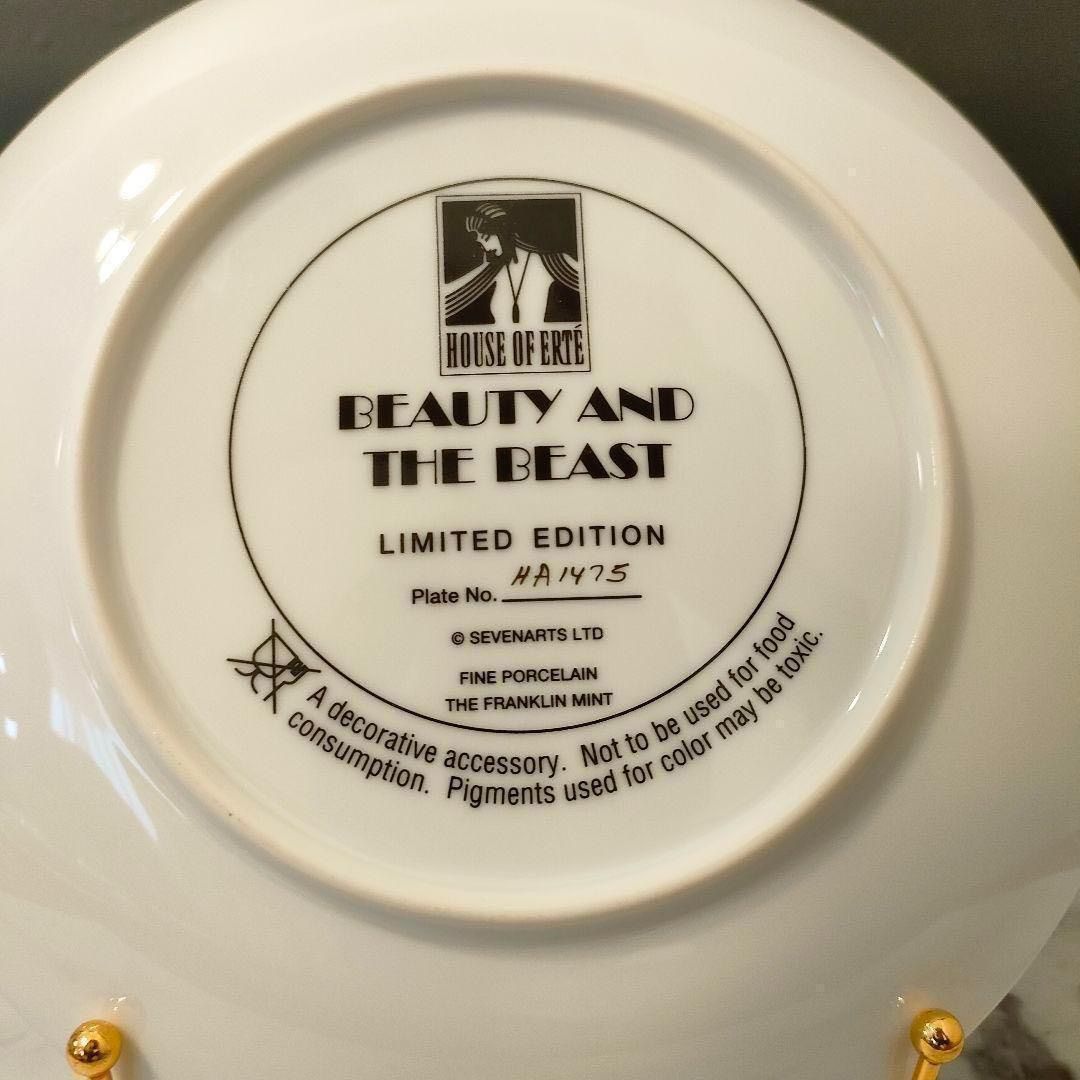 HOUSE OF ERTÉ
BEAUTY AND
THE BEAST
LIMITED EDITION
Plate No. HA1475
© SEVENARTS LTD
FINE PORCELAIN
THE FRANKLIN MINT
A decorative accessory. Not to be used for food
consumption. Pigments used for color may be toxic.